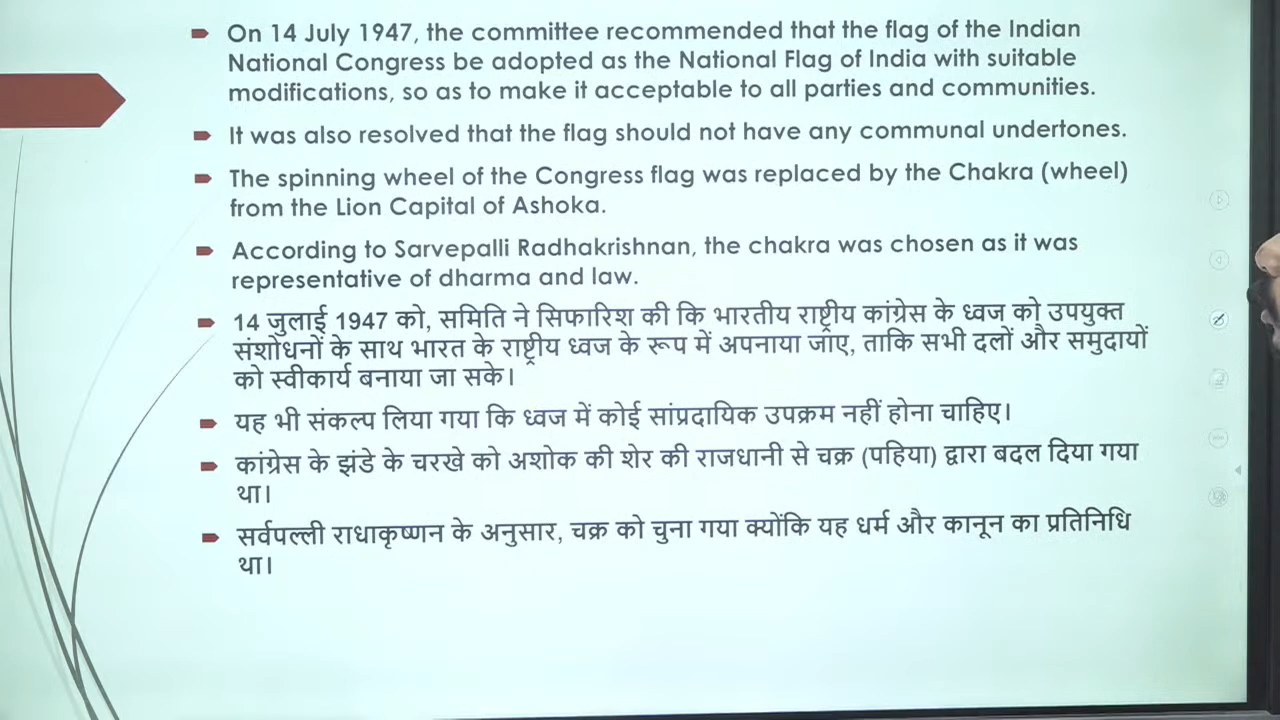 On 14 July 1947, the committee recommended that the flag of the Indian
National Congress be adopted as the National Flag of India with suitable
modifications, so as to make it acceptable to all parties and communities.
It was also resolved that the flag should not have any communal undertones.
The spinning wheel of the Congress flag was replaced by the Chakra (wheel)
from the Lion Capital of Ashoka.
According to Sarvepalli Radhakrishnan, the chakra was chosen as it was
representative of dharma and law.
14 जुलाई 1947 को, समिति ने सिफारिश की कि भारतीय राष्ट्रीय कांग्रेस के ध्वज को उपयुक्त
संशोधनों के साथ भारत के राष्ट्रीय ध्वज के रूप में अपनाया जाए, ताकि सभी दलों और समुदायों
को स्वीकार्य बनाया जा सके।
यह भी संकल्प लिया गया कि ध्वज में कोई सांप्रदायिक उपक्रम नहीं होना चाहिए।
कांग्रेस के झंडे के चरखे को अशोक की शेर की राजधानी से चक्र (पहिया) द्वारा बदल दिया गया
था।
सर्वपल्ली राधाकृष्णन के अनुसार, चक्र को चुना गया क्योंकि यह धर्म और कानून का प्रतिनिधि
था।